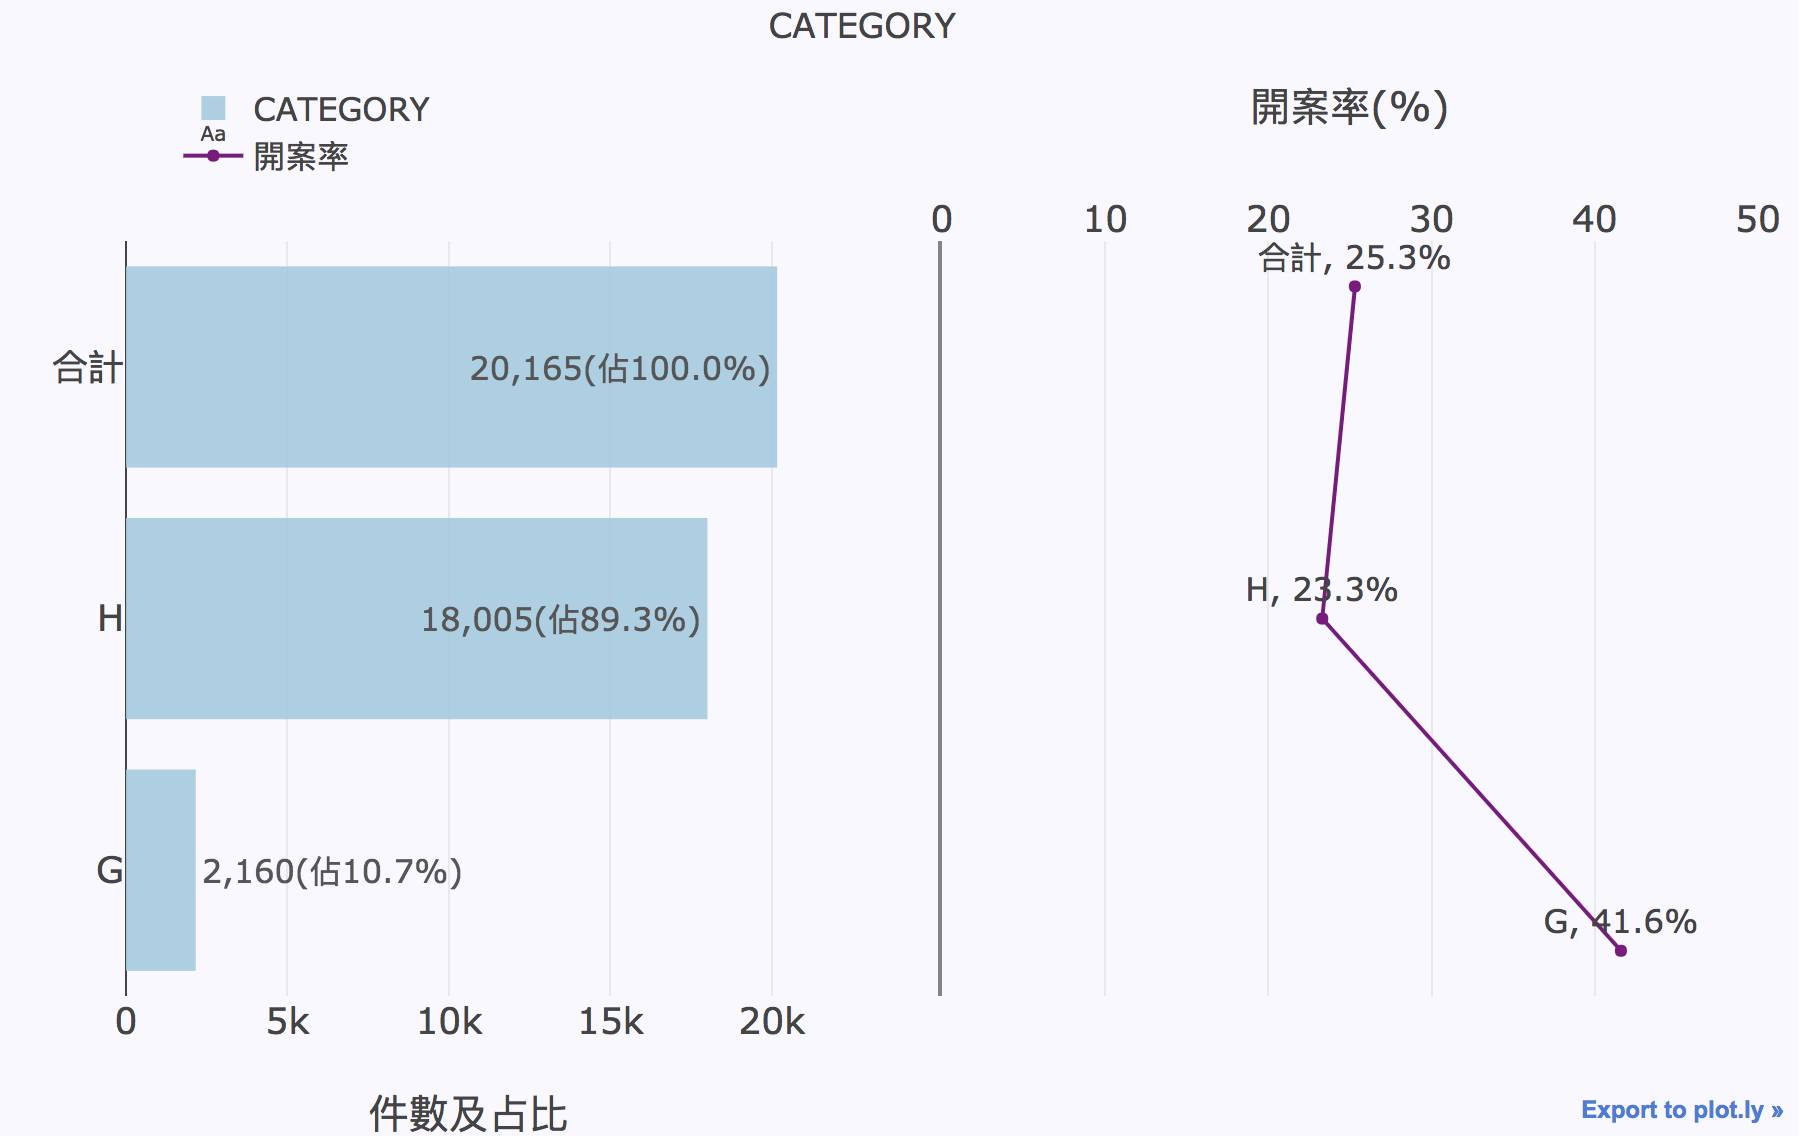 CATEGORY
CATEGORY
Aa
開案率
開案率(%)
0 10 20 30 40 50
合計, 25.3%
合計
20,165(佔100.0%)
H, 23.3%
H
18,005(佔89.3%)
G
2,160(佔10.7%)
G, 41.6%
0 5k 10k 15k 20k
件數及占比
Export to plot.ly »